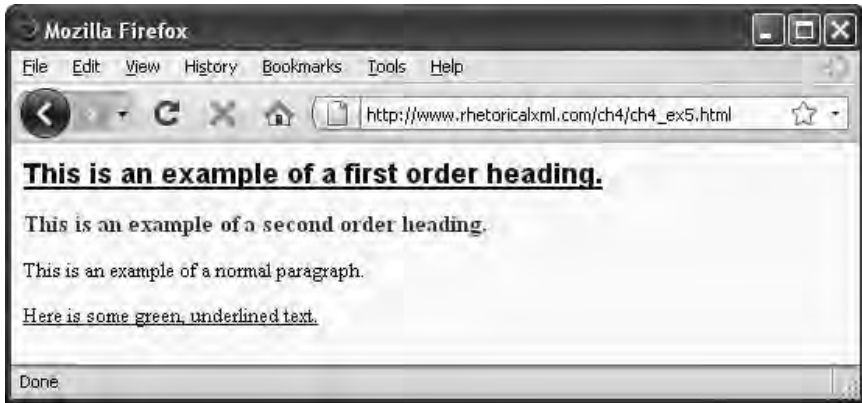 Mozilla Firefox
File Edit View History Bookmarks Tools Help
http://www.rhetoricalxml.com/ch4/ch4_ex5.html
This is an example of a first order heading.
This is an example of a second order heading.
This is an example of a normal paragraph.
Here is some green, underlined text.
Done